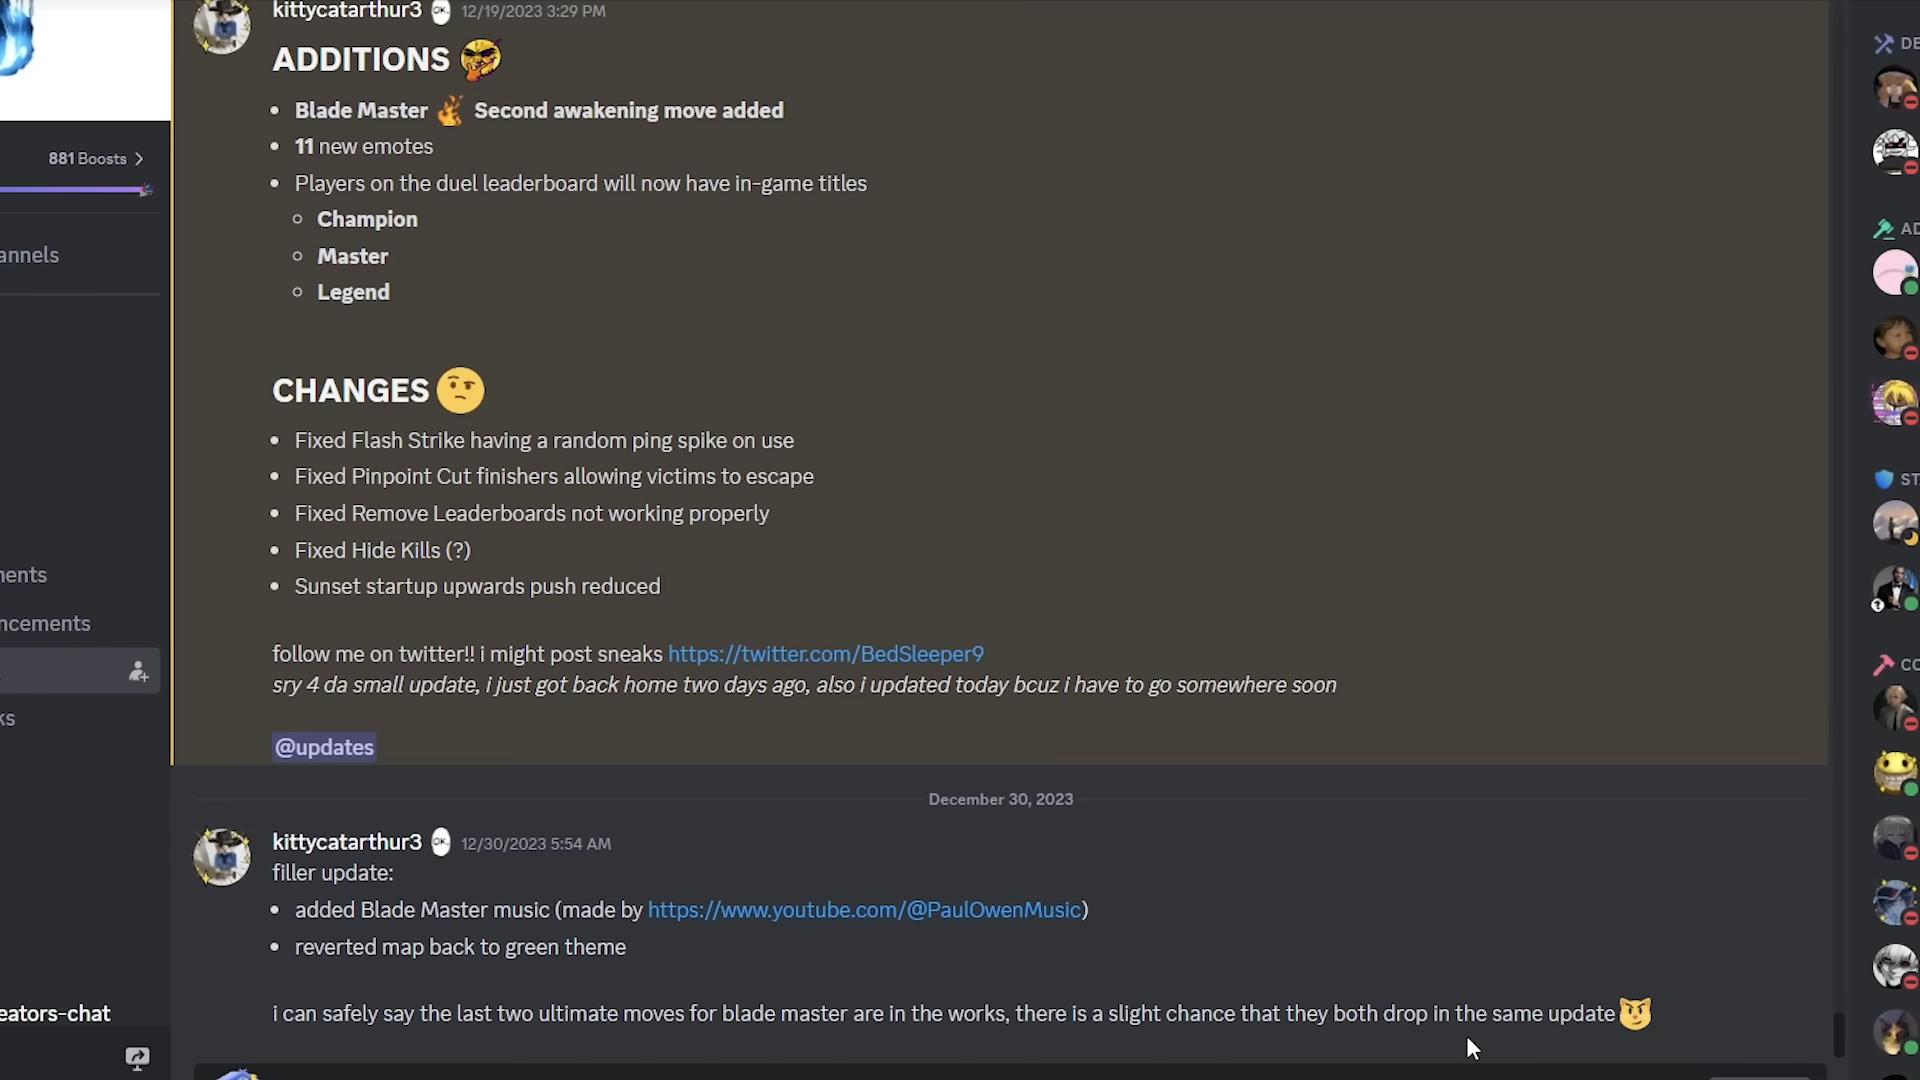 kittycatarthur3 OK. 12/19/2023 3:29 PM
ADDITIONS
• Blade Master Second awakening move added
• 11 new emotes
• Players on the duel leaderboard will now have in-game titles
○ Champion
○ Master
○ Legend
CHANGES
• Fixed Flash Strike having a random ping spike on use
• Fixed Pinpoint Cut finishers allowing victims to escape
• Fixed Remove Leaderboards not working properly
• Fixed Hide Kills (?)
• Sunset startup upwards push reduced
follow me on twitter!! i might post sneaks https://twitter.com/BedSleeper9
sry 4 da small update, i just got back home two days ago, also i updated today bcuz i have to go somewhere soon
@updates
December 30, 2023
kittycatarthur3 OK. 12/30/2023 5:54 AM
filler update:
• added Blade Master music (made by https://www.youtube.com/@PaulOwenMusic)
• reverted map back to green theme
i can safely say the last two ultimate moves for blade master are in the works, there is a slight chance that they both drop in the same update
881 Boosts
annels
ents
ncements
ks
eators-chat
DE
AD
ST
CO